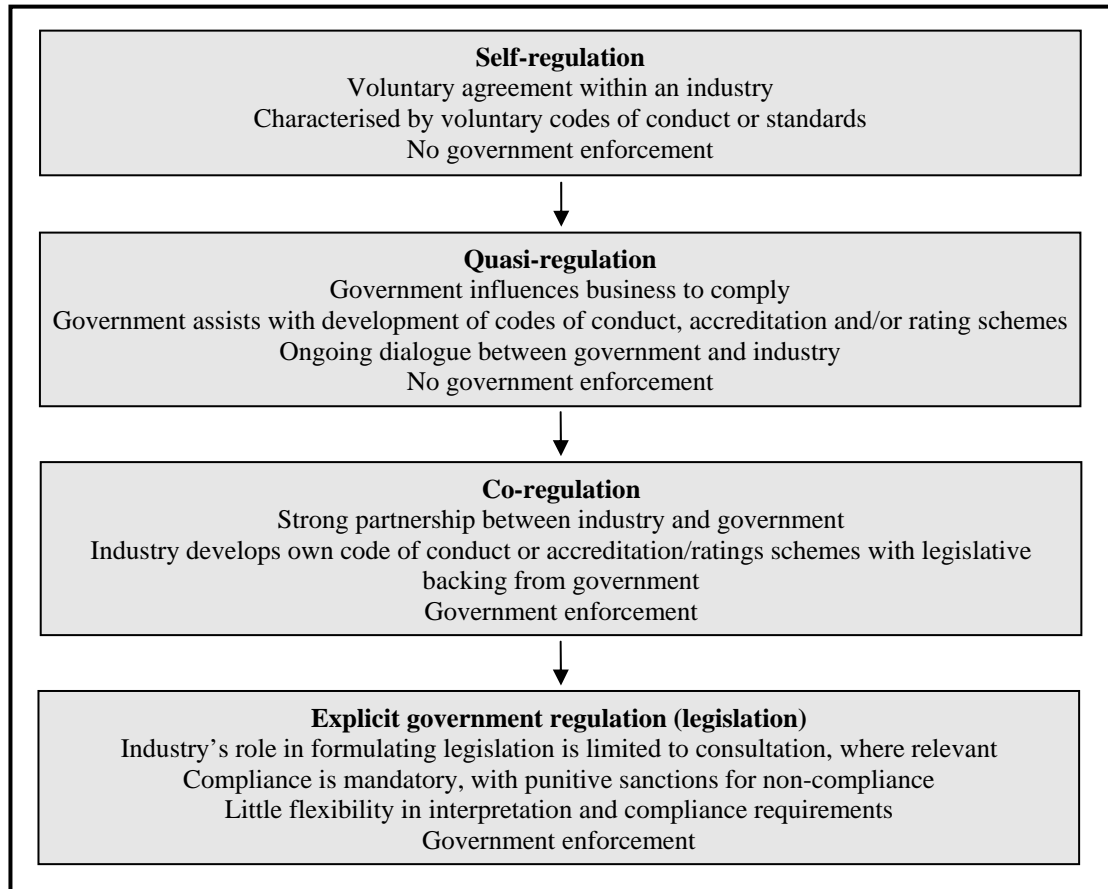 Self-regulation
Voluntary agreement within an industry
Characterised by voluntary codes of conduct or standards
No government enforcement
Quasi-regulation
Government influences business to comply
Government assists with development of codes of conduct, accreditation and/or rating schemes
Ongoing dialogue between government and industry
No government enforcement
Co-regulation
Strong partnership between industry and government
Industry develops own code of conduct or accreditation/ratings schemes with legislative
backing from government
Government enforcement
Explicit government regulation (legislation)
Industry’s role in formulating legislation is limited to consultation, where relevant
Compliance is mandatory, with punitive sanctions for non-compliance
Little flexibility in interpretation and compliance requirements
Government enforcement